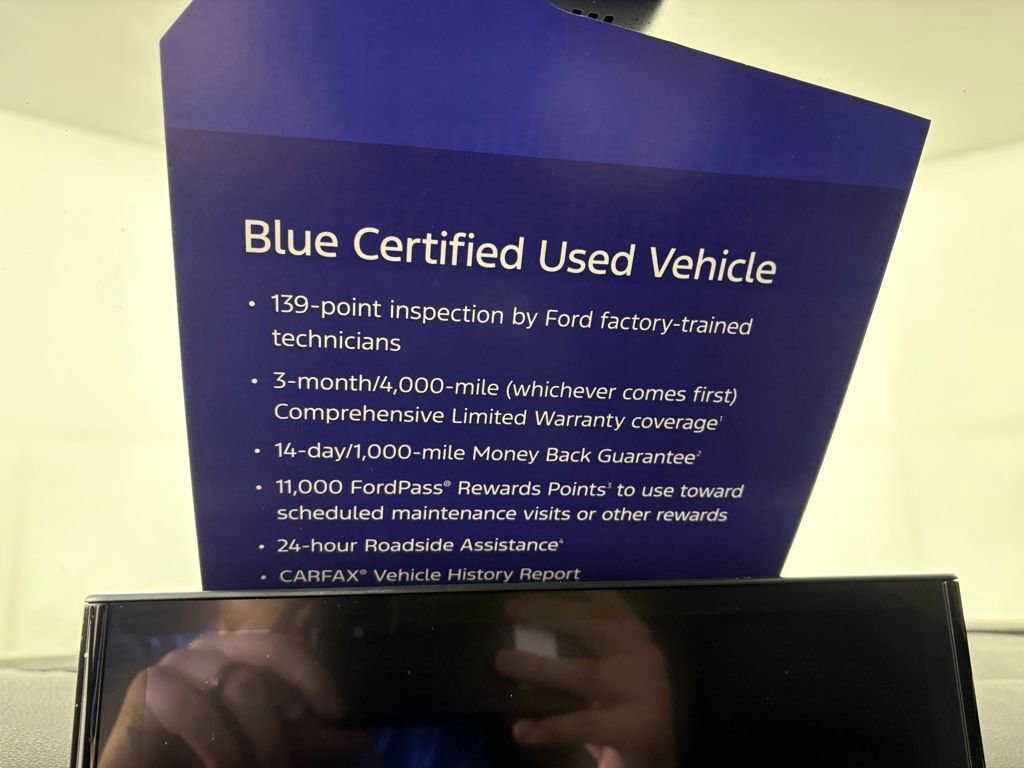 Blue Certified Used Vehicle
• 139-point inspection by Ford factory-trained
technicians
• 3-month/4,000-mile (whichever comes first)
Comprehensive Limited Warranty coverage¹
• 14-day/1,000-mile Money Back Guarantee²
• 11,000 FordPass® Rewards Points³ to use toward
scheduled maintenance visits or other rewards
• 24-hour Roadside Assistance⁴
• CARFAX® Vehicle History Report